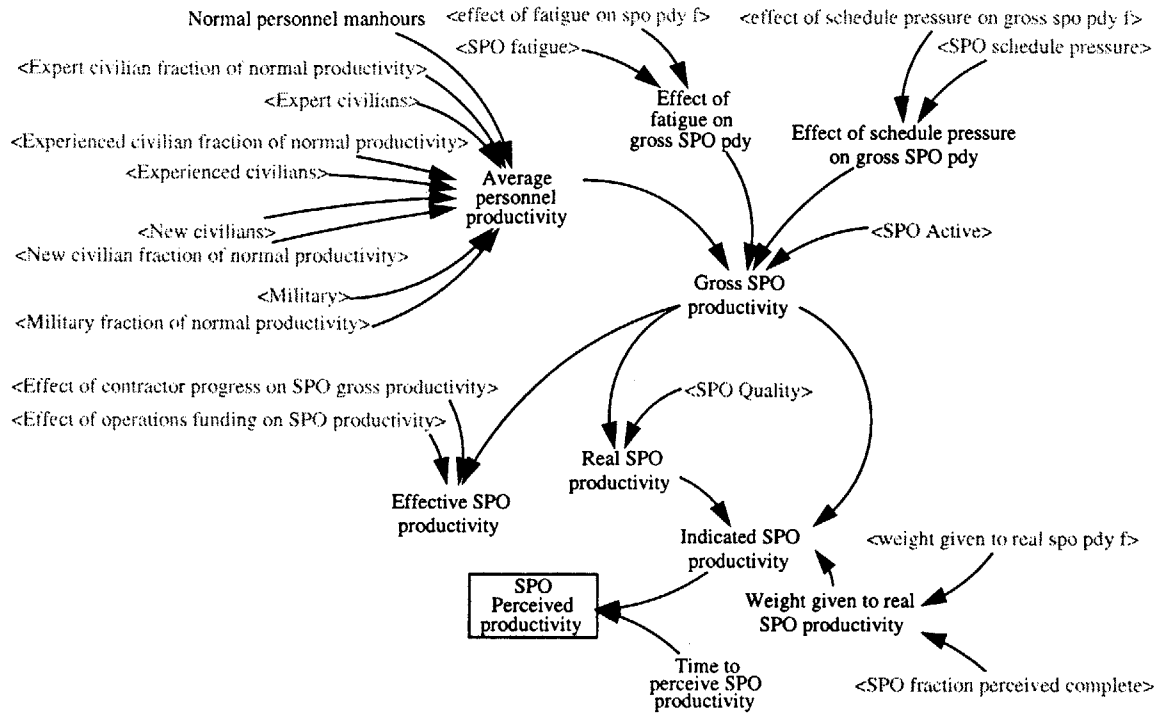 Normal personnel manhours
<effect of fatigue on spo pdy f>
<effect of schedule pressure on gross spo pdy f>
<SPO fatigue>
<SPO schedule pressure>
<Expert civilian fraction of normal productivity>
<Expert civilians>
Effect of
fatigue on
gross SPO pdy
Effect of schedule pressure
on gross SPO pdy
<Experienced civilian fraction of normal productivity>
<Experienced civilians>
Average
personnel
productivity
<New civilians>
<New civilian fraction of normal productivity>
<SPO Active>
<Military>
<Military fraction of normal productivity>
Gross SPO
productivity
<Effect of contractor progress on SPO gross productivity>
<Effect of operations funding on SPO productivity>
<SPO Quality>
Real SPO
productivity
Effective SPO
productivity
Indicated SPO
productivity
<weight given to real spo pdy f>
SPO
Perceived
productivity
Weight given to real
SPO productivity
Time to
perceive SPO
productivity
<SPO fraction perceived complete>